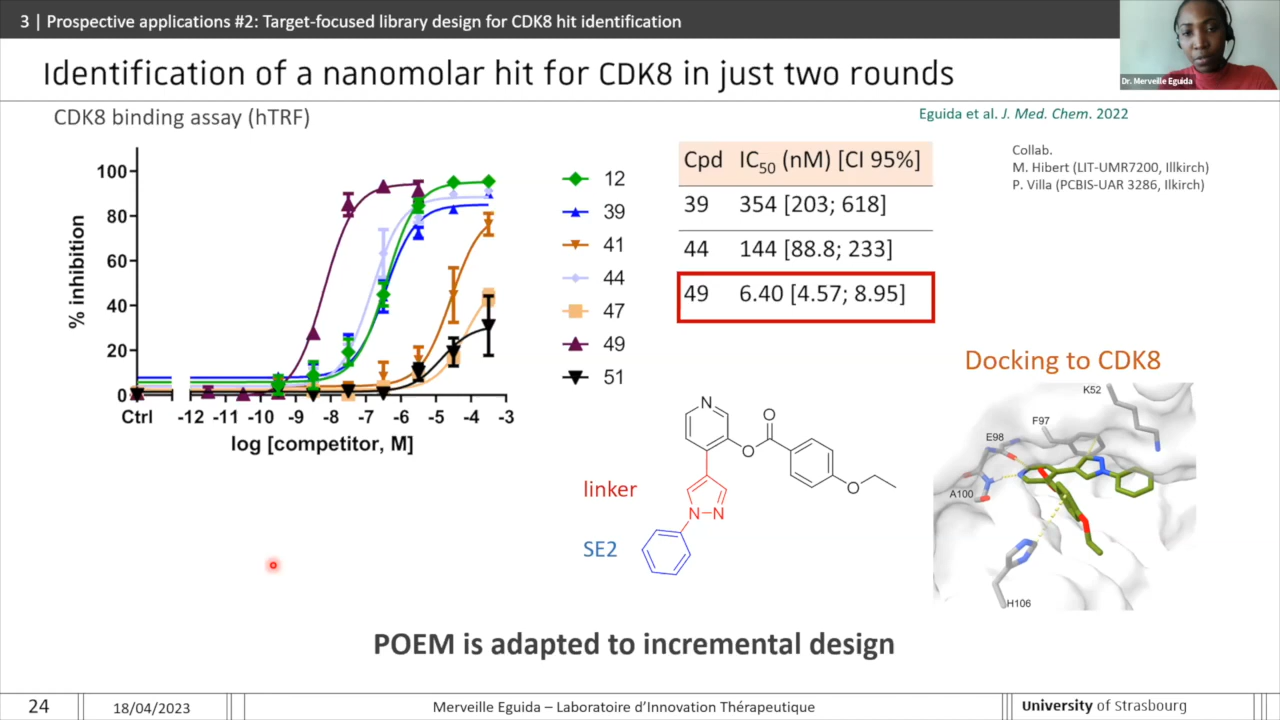 3 | Prospective applications #2: Target-focused library design for CDK8 hit identification
Dr. Merveille Eguida
Identification of a nanomolar hit for CDK8 in just two rounds
CDK8 binding assay (hTRF)
Eguida et al. J. Med. Chem. 2022
Collab.
M. Hibert (LIT-UMR7200, Illkirch)
P. Villa (PCBIS-UAR 3286, Ilkirch)
% inhibition
100
80
60
40
20
0
Ctrl -12 -11 -10 -9 -8 -7 -6 -5 -4 -3
log [competitor, M]
12
39
41
44
47
49
51
Cpd IC50 (nM) [CI 95%]
39 354 [203; 618]
44 144 [88.8; 233]
49 6.40 [4.57; 8.95]
N
O
O
O
linker
N
N
SE2
Docking to CDK8
K52
F97
E98
A100
H106
POEM is adapted to incremental design
24
18/04/2023
Merveille Eguida – Laboratoire d’Innovation Thérapeutique
University of Strasbourg